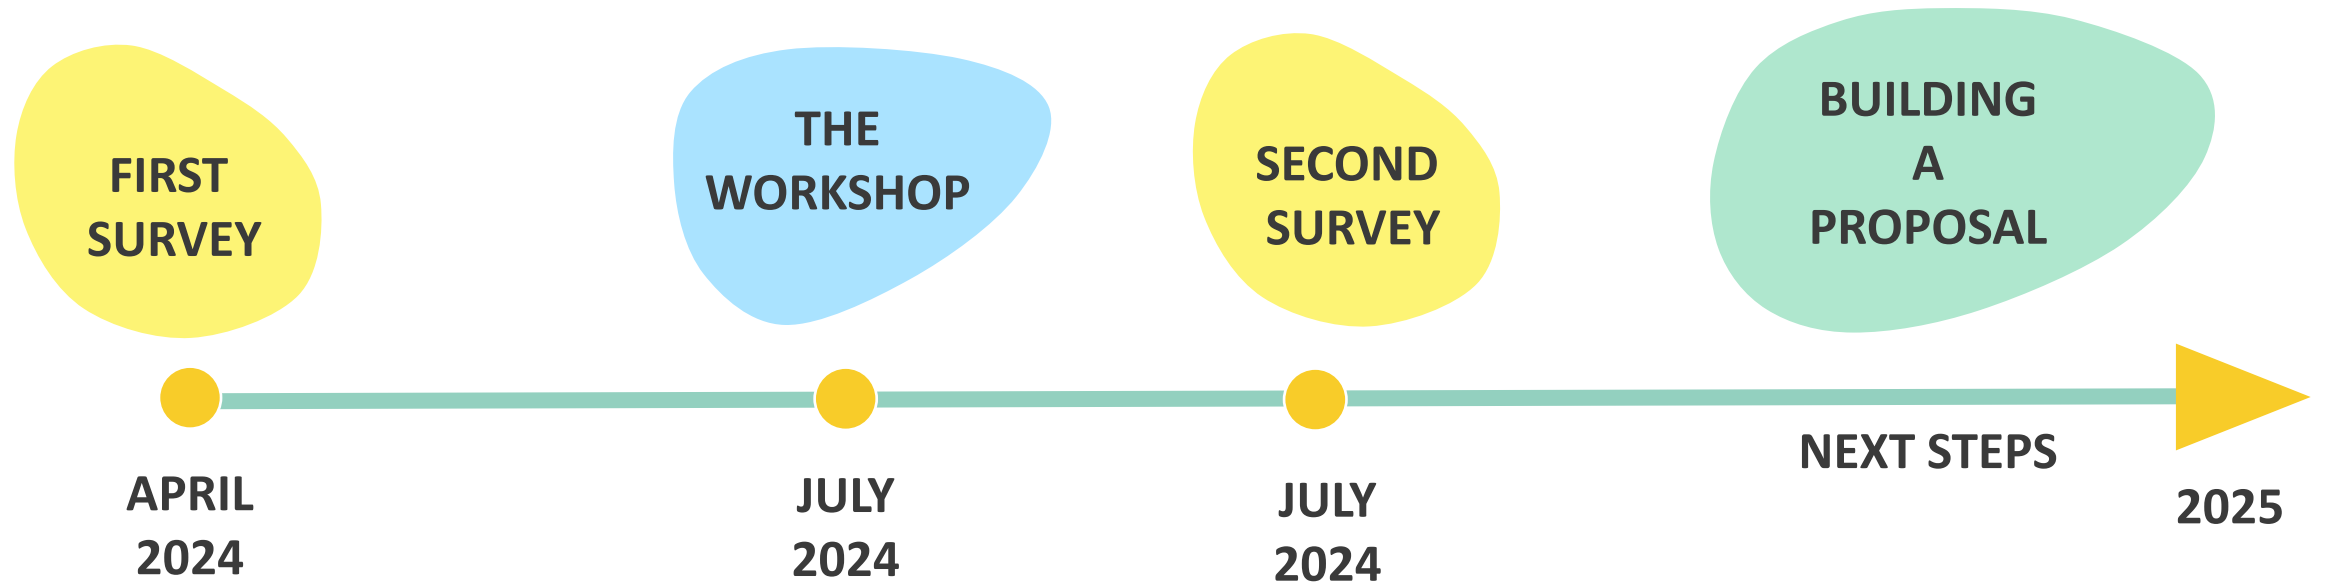 FIRST
SURVEY
THE
WORKSHOP
SECOND
SURVEY
BUILDING
A
PROPOSAL
NEXT STEPS
APRIL
2024
JULY
2024
JULY
2024
2025